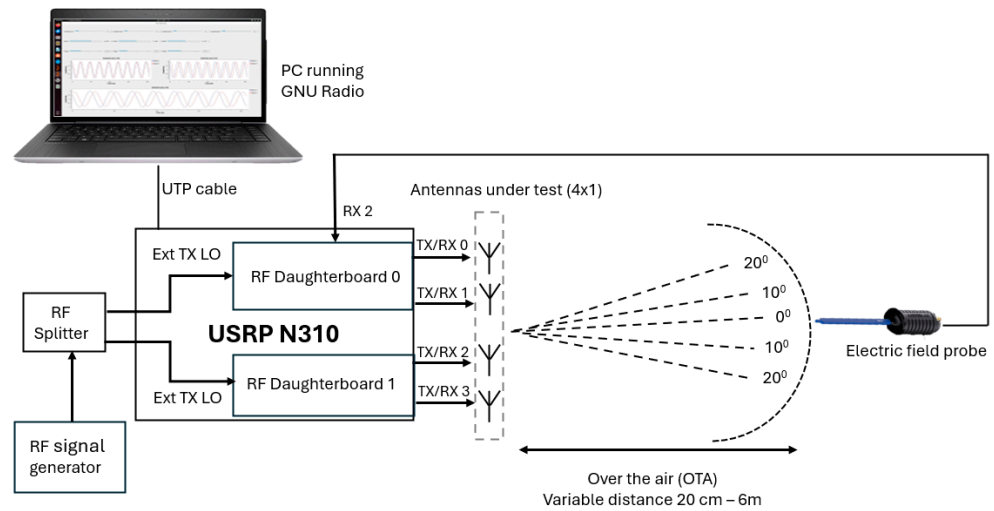 PC running
GNU Radio
UTP cable
Antennas under test (4x1)
RX 2
Ext TX LO
RF Daughterboard 0
TX/RX 0
TX/RX 1
20⁰
10⁰
0⁰
10⁰
20⁰
RF
Splitter
USRP N310
Electric field probe
TX/RX 2
RF Daughterboard 1
TX/RX 3
Ext TX LO
RF signal
generator
Over the air (OTA)
Variable distance 20 cm – 6m